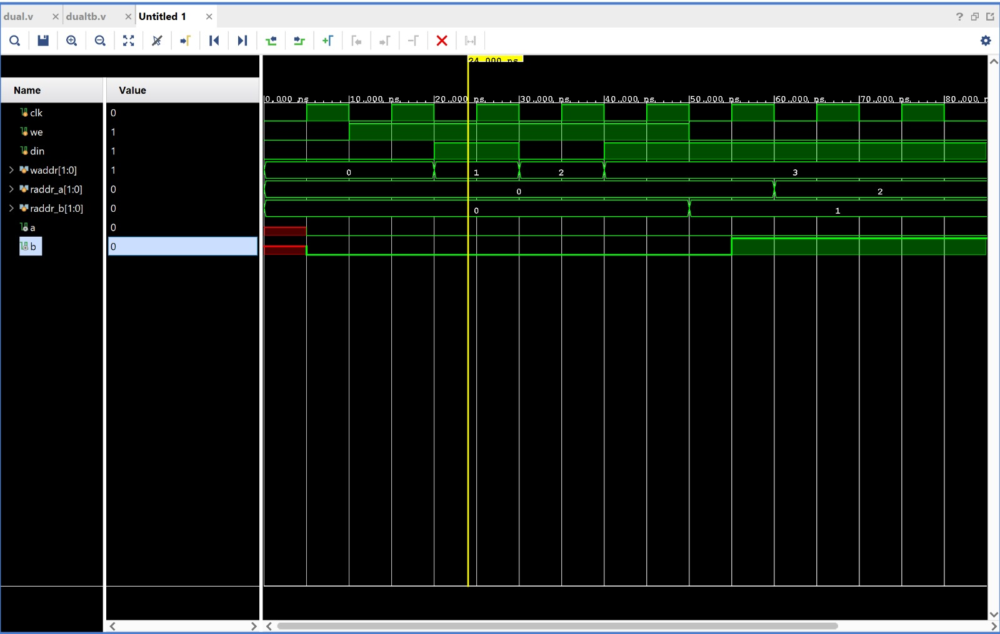 dual.v dualtb.v Untitled 1
24.000 ns
Name Value
0.000 ns 10.000 ns 20.000 ns 30.000 ns 40.000 ns 50.000 ns 60.000 ns 70.000 ns 80.000 n
clk 0
we 1
din 1
waddr[1:0] 1 0 1 2 3
raddr_a[1:0] 0 0 2
raddr_b[1:0] 0 0 1
a 0
b 0